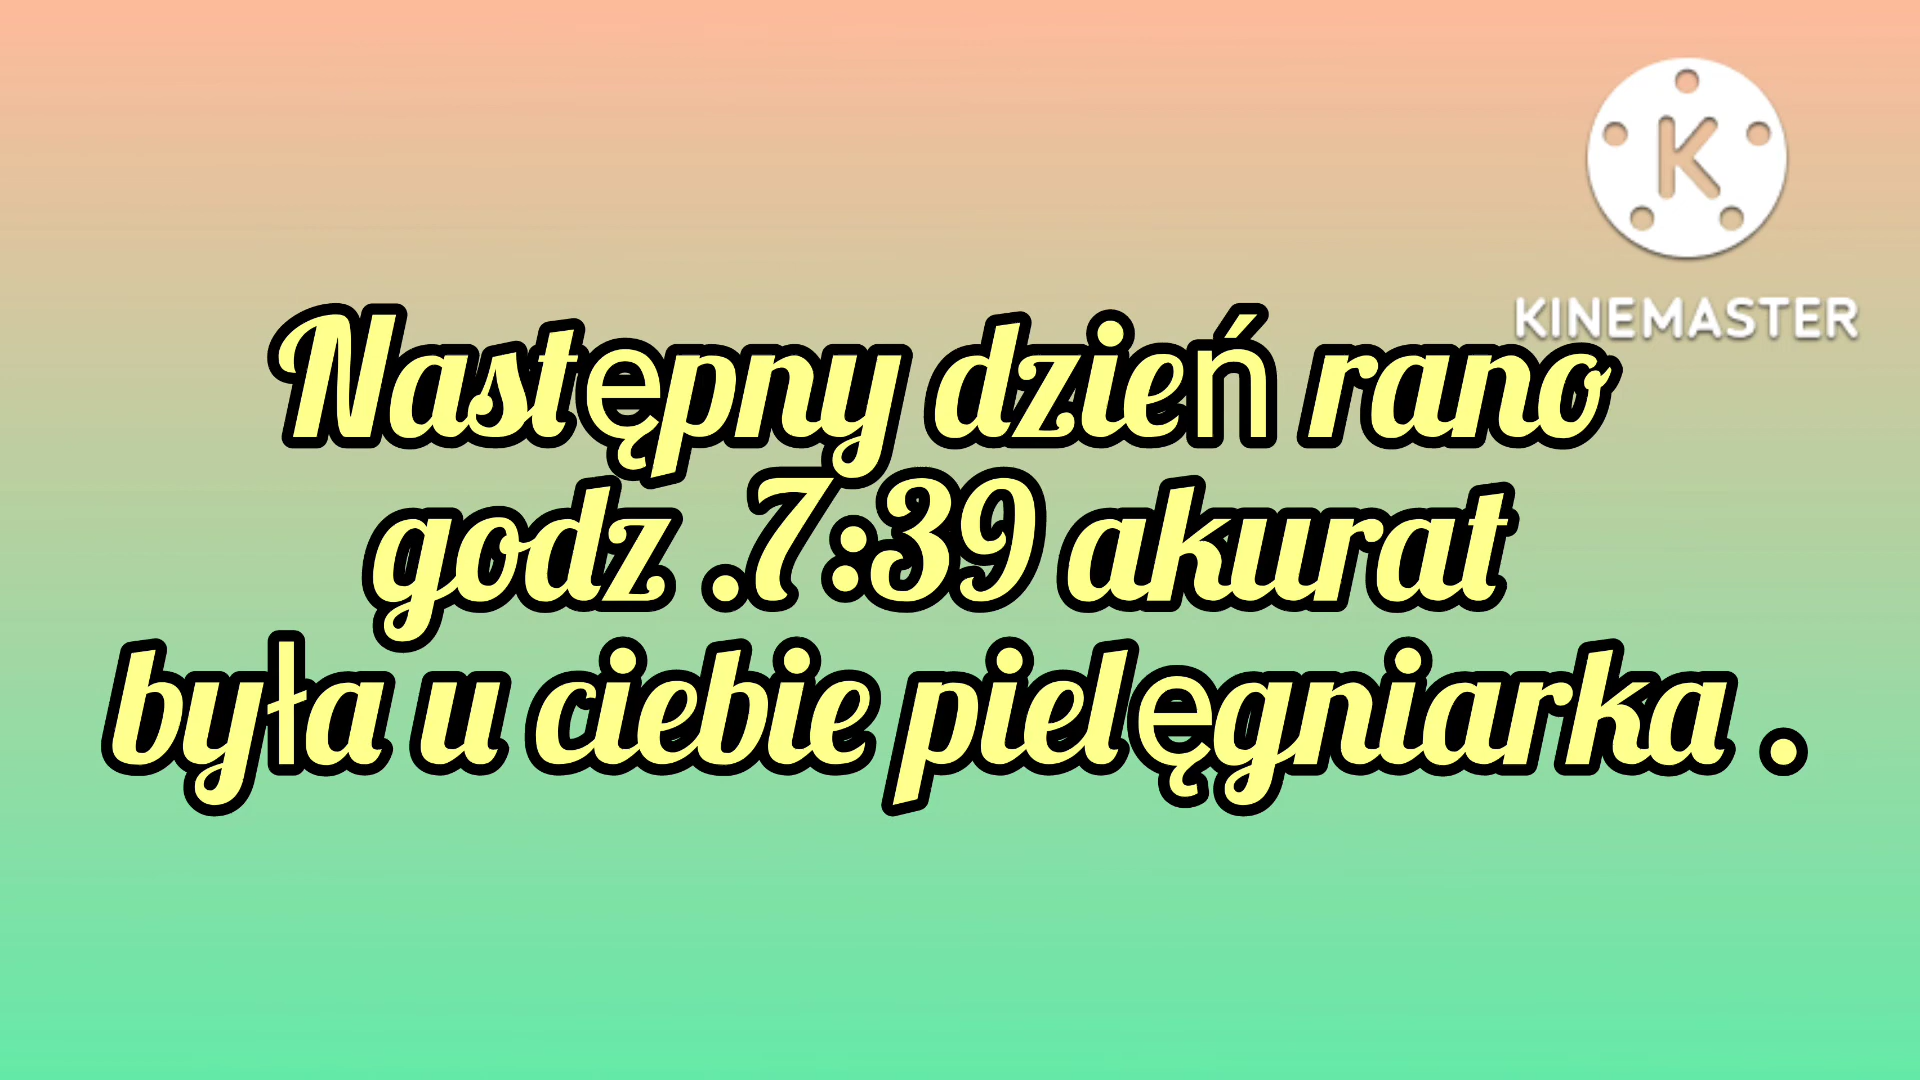 K
KINEMASTER
Następny dzień rano
godz .7:39 akurat
była u ciebie pielęgniarka .